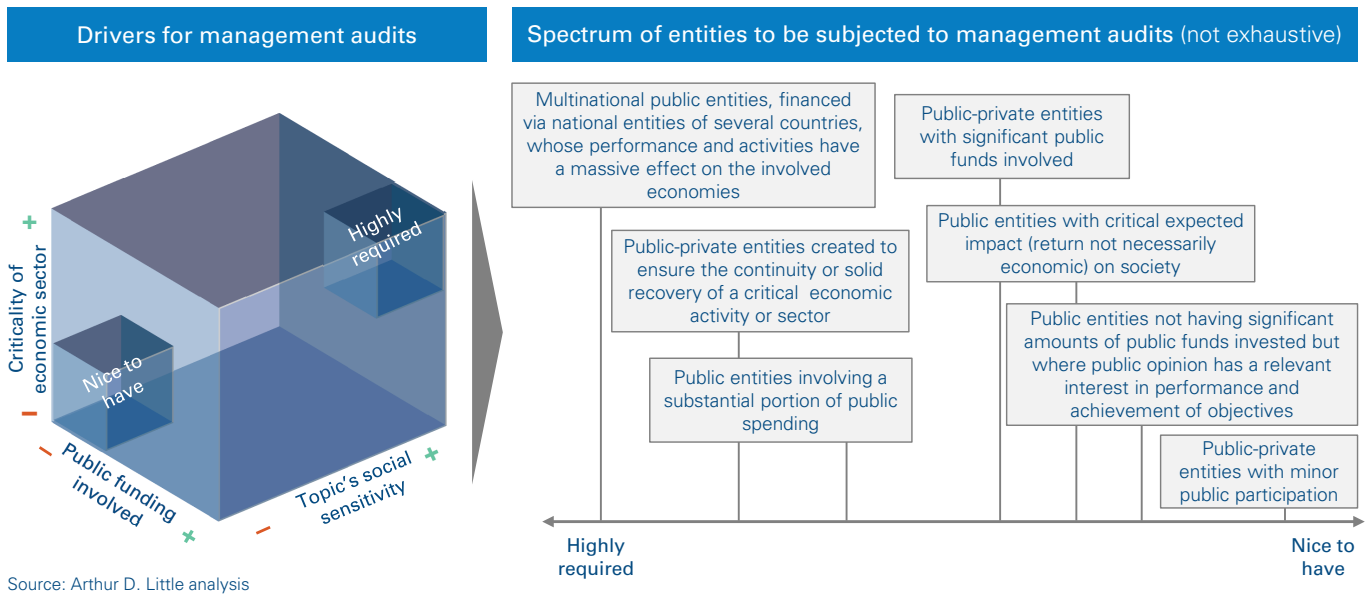 Drivers for management audits
Criticality of
economic sector
+
–
Highly
required
Nice to
have
–
Public funding
involved
+
–
Topic's social
sensitivity
+
Spectrum of entities to be subjected to management audits (not exhaustive)
Multinational public entities, financed
via national entities of several countries,
whose performance and activities have
a massive effect on the involved
economies
Public-private entities created to
ensure the continuity or solid
recovery of a critical economic
activity or sector
Public entities involving a
substantial portion of public
spending
Public-private entities
with significant public
funds involved
Public entities with critical expected
impact (return not necessarily
economic) on society
Public entities not having significant
amounts of public funds invested but
where public opinion has a relevant
interest in performance and
achievement of objectives
Public-private
entities with minor
public participation
Highly
required
Nice to
have
Source: Arthur D. Little analysis